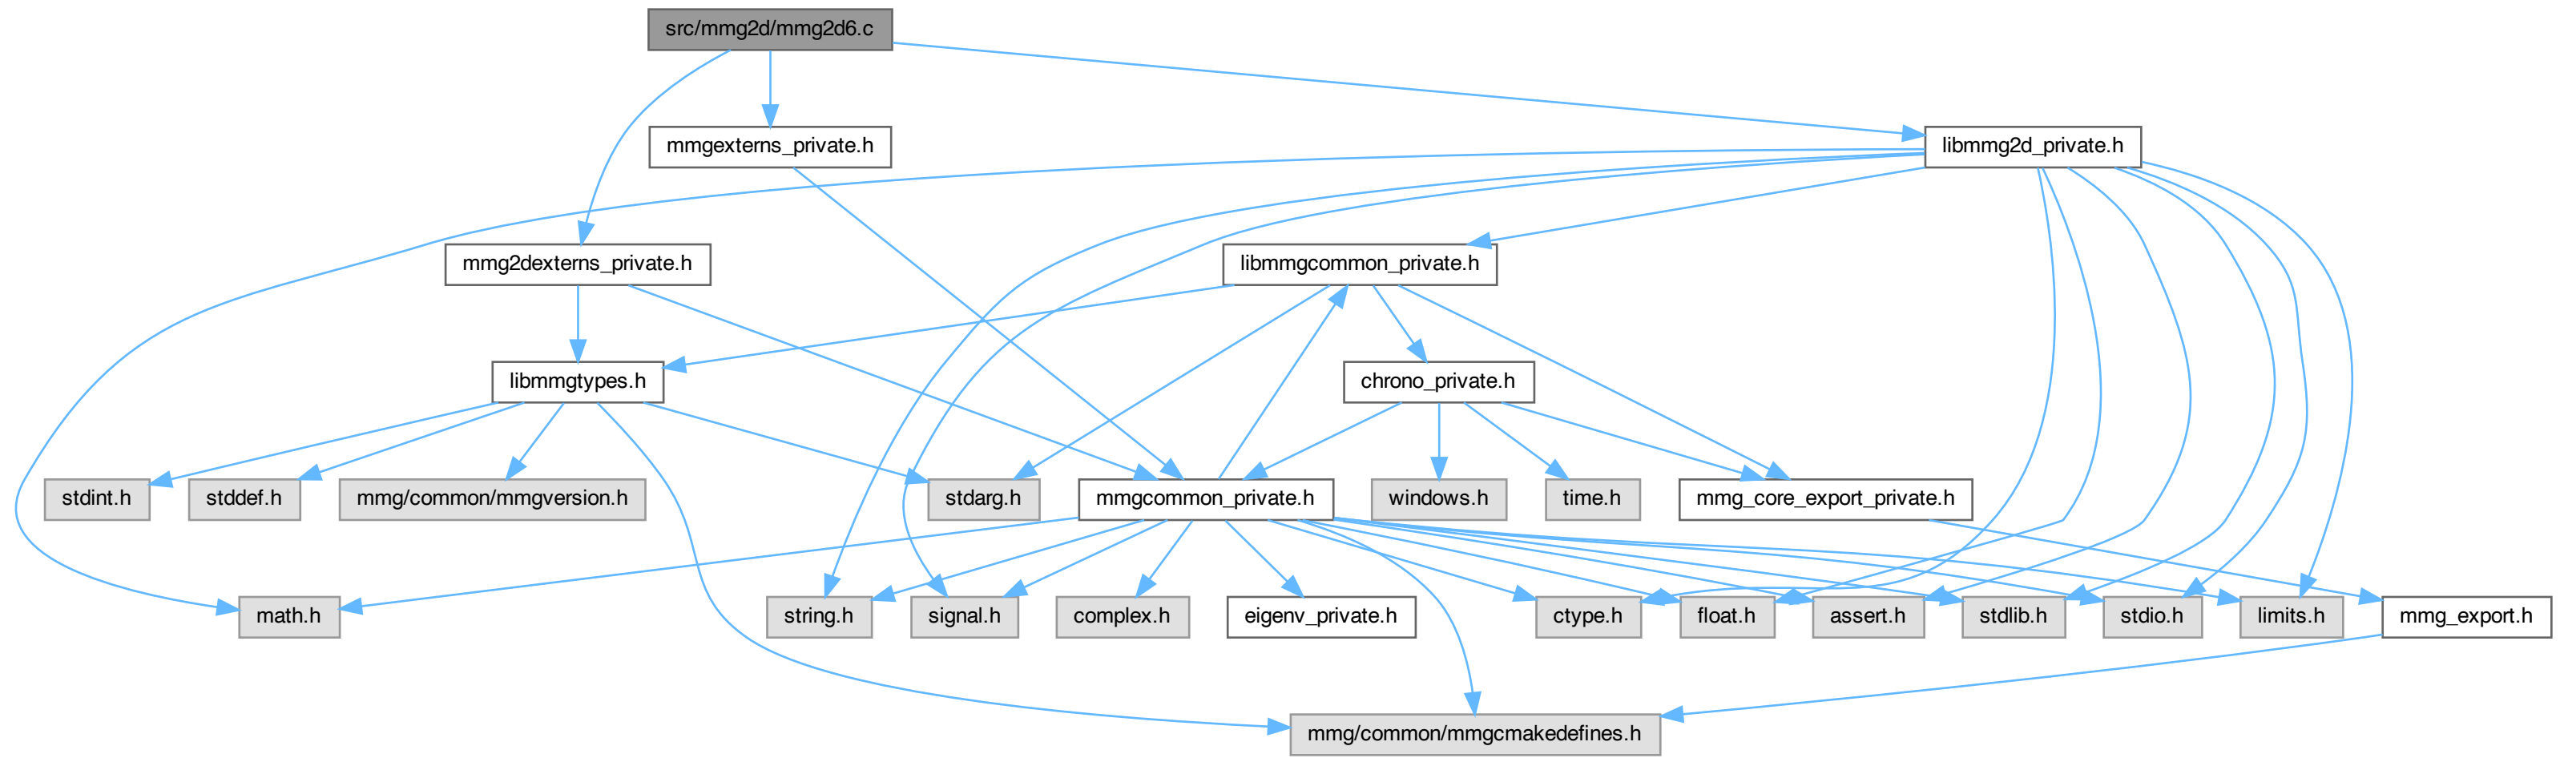 src/mmg2d/mmg2d6.c
mmgexterns_private.h
libmmg2d_private.h
mmg2dexterns_private.h
libmmgcommon_private.h
libmmgtypes.h
chrono_private.h
stdint.h
stddef.h
mmg/common/mmgversion.h
stdarg.h
mmgcommon_private.h
windows.h
time.h
mmg_core_export_private.h
math.h
string.h
signal.h
complex.h
eigenv_private.h
ctype.h
float.h
assert.h
stdlib.h
stdio.h
limits.h
mmg_export.h
mmg/common/mmgcmakedefines.h